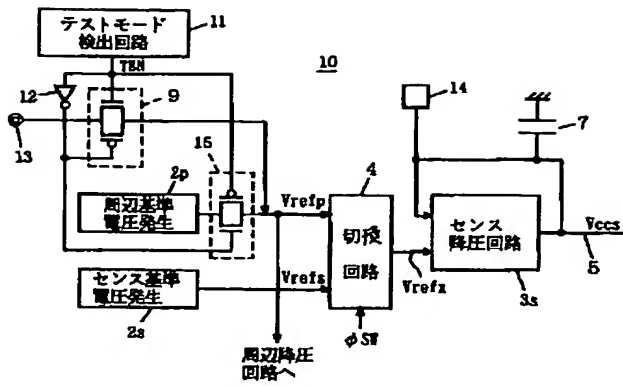 テストモード
検出回路
11
TEN
10
12
9
13
14
7
15
2p
周辺基準
電圧発生
Vrefp
4
切換
回路
センス
降圧回路
Vccs
5
センス基準
電圧発生
Vrefs
Vrefx
3s
2s
φSW
周辺降圧
回路へ